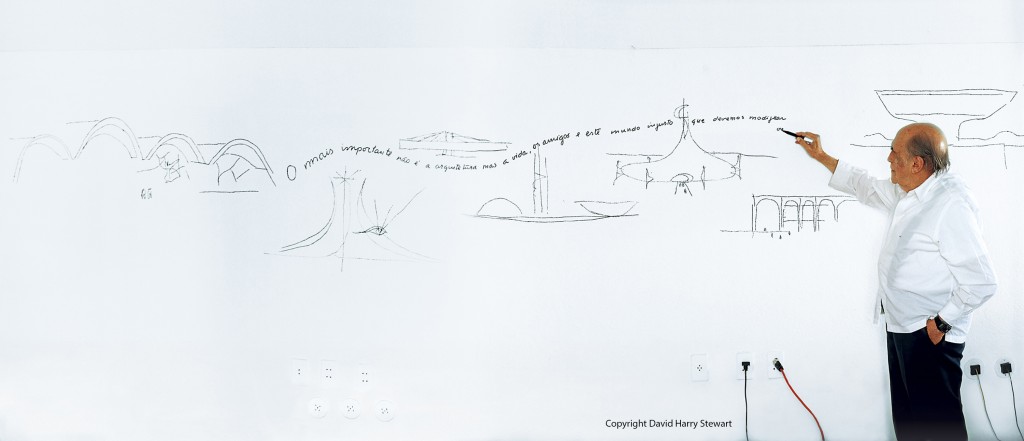 O mais importante não é a arquitetura mas a vida, os amigos e este mundo injusto que devemos modificar
Copyright David Harry Stewart